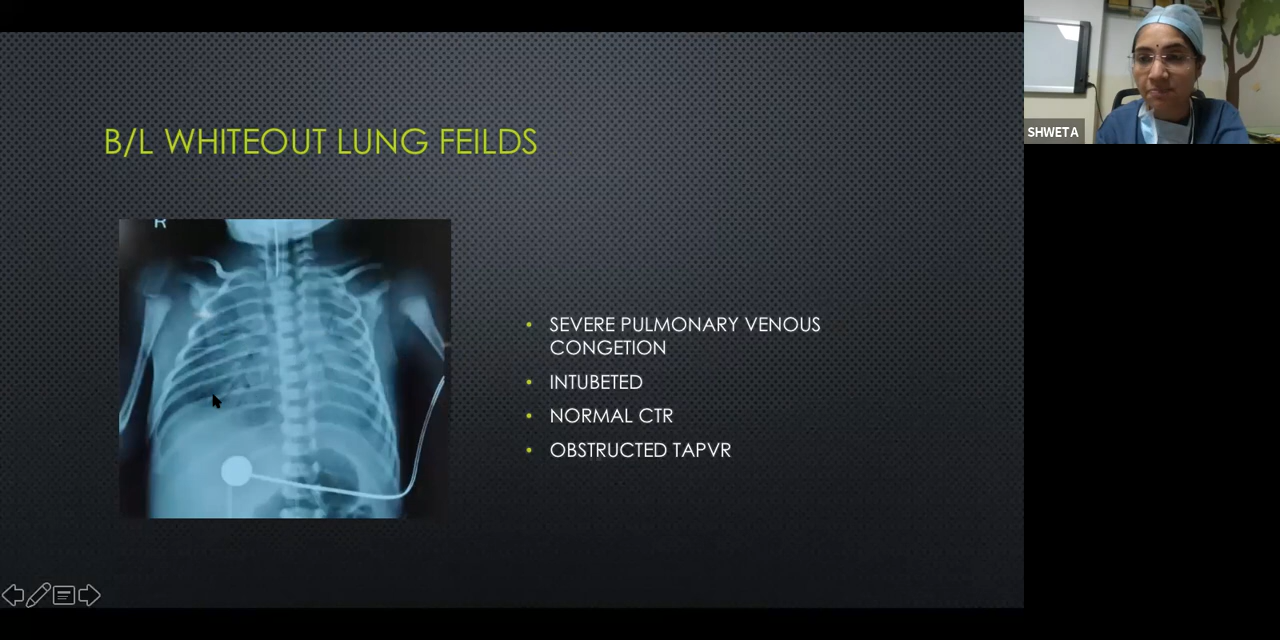 B/L WHITEOUT LUNG FEILDS
R
SEVERE PULMONARY VENOUS
CONGETION
INTUBETED
NORMAL CTR
OBSTRUCTED TAPVR
SHWETA